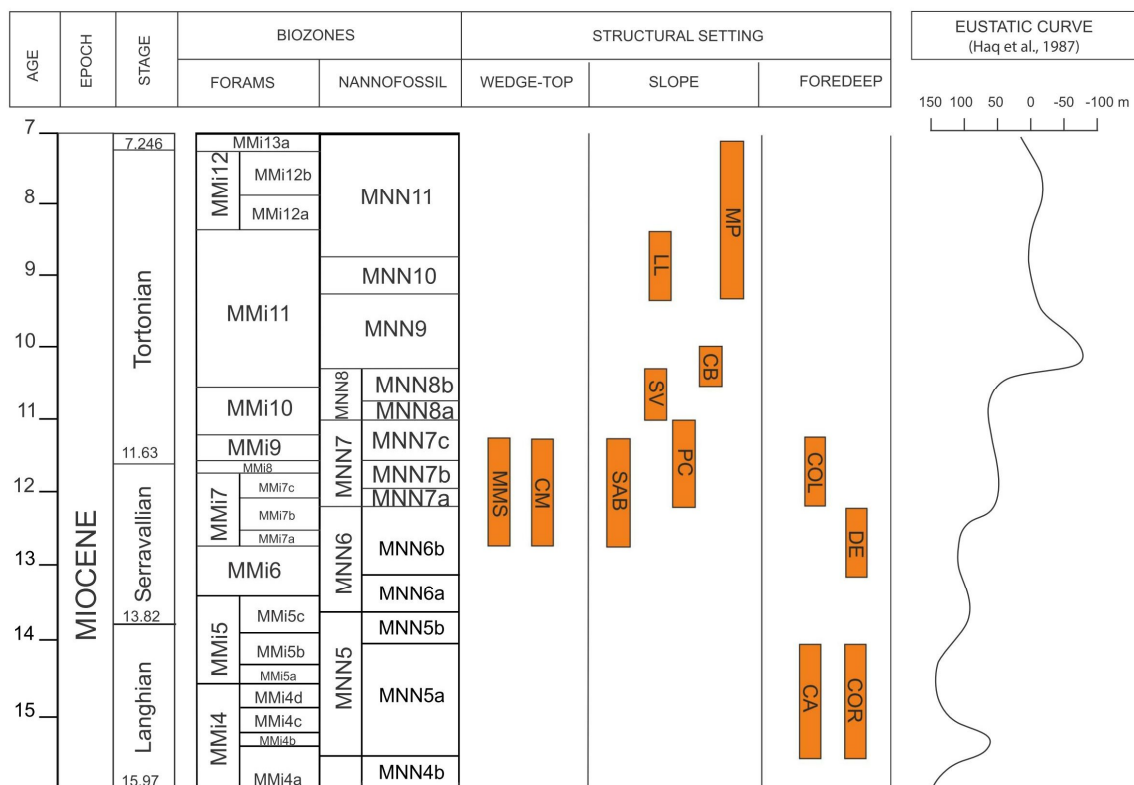 AGE
EPOCH
STAGE
BIOZONES
FORAMS
NANNOFOSSIL
STRUCTURAL SETTING
WEDGE-TOP
SLOPE
FOREDEEP
EUSTATIC CURVE
(Haq et al., 1987)
150 100 50 0 -50 -100 m
7
8
9
10
11
12
13
14
15
MIOCENE
7.246
Tortonian
11.63
Serravallian
13.82
Langhian
15.97
MMi13a
MMi12
MMi12b
MMi12a
MMi11
MMi10
MMi9
MMi8
MMi7
MMi7c
MMi7b
MMi7a
MMi6
MMi5
MMi5c
MMi5b
MMi5a
MMi4
MMi4d
MMi4c
MMi4b
MMi4a
MNN11
MNN10
MNN9
MNN8
MNN8b
MNN8a
MNN7
MNN7c
MNN7b
MNN7a
MNN6
MNN6b
MNN6a
MNN5
MNN5b
MNN5a
MNN4b
MMS
CM
SAB
PC
SV
CB
LL
MP
COL
DE
CA
COR